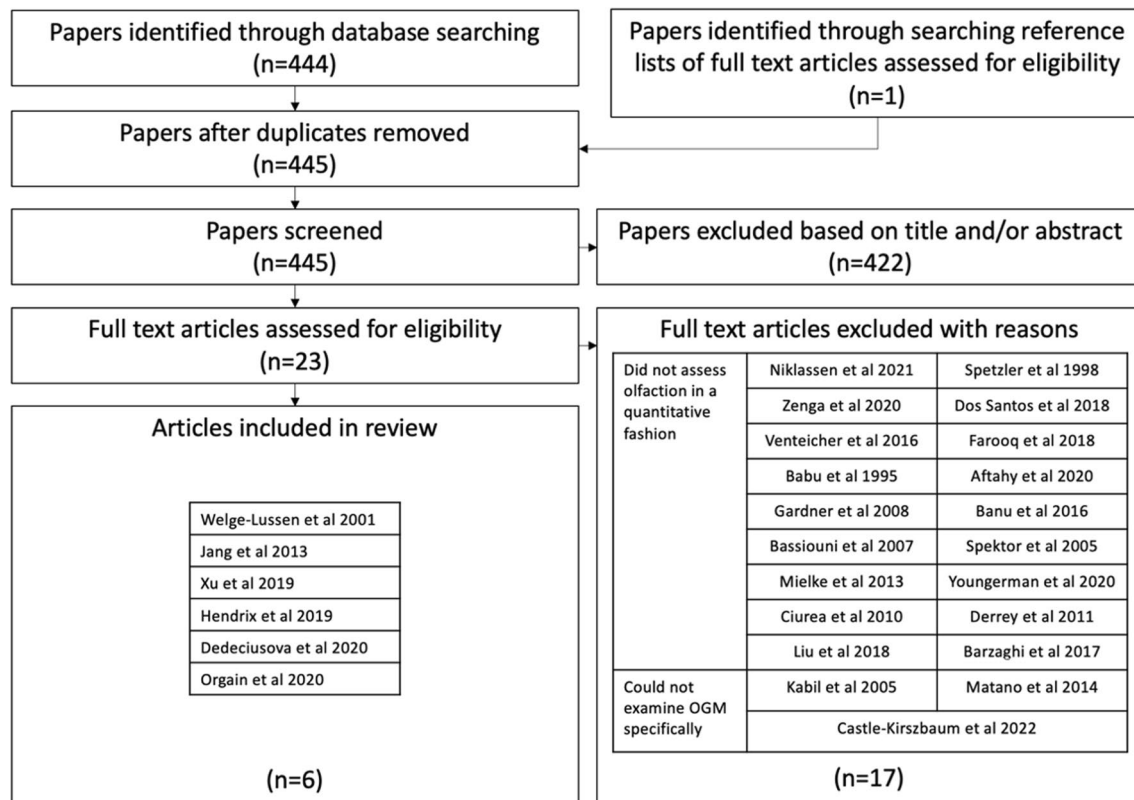 Papers identified through database searching
(n=444)
Papers identified through searching reference
lists of full text articles assessed for eligibility
(n=1)
Papers after duplicates removed
(n=445)
Papers screened
(n=445)
Papers excluded based on title and/or abstract
(n=422)
Full text articles assessed for eligibility
(n=23)
Articles included in review
Welge-Lussen et al 2001
Jang et al 2013
Xu et al 2019
Hendrix et al 2019
Dedeciusova et al 2020
Orgain et al 2020
(n=6)
Full text articles excluded with reasons
Did not assess
olfaction in a
quantitative
fashion
Niklassen et al 2021
Spetzler et al 1998
Zenga et al 2020
Dos Santos et al 2018
Venteicher et al 2016
Farooq et al 2018
Babu et al 1995
Aftahy et al 2020
Gardner et al 2008
Banu et al 2016
Bassiouni et al 2007
Spektor et al 2005
Mielke et al 2013
Youngerman et al 2020
Ciurea et al 2010
Derrey et al 2011
Liu et al 2018
Barzaghi et al 2017
Could not
examine OGM
specifically
Kabil et al 2005
Matano et al 2014
Castle-Kirszbaum et al 2022
(n=17)